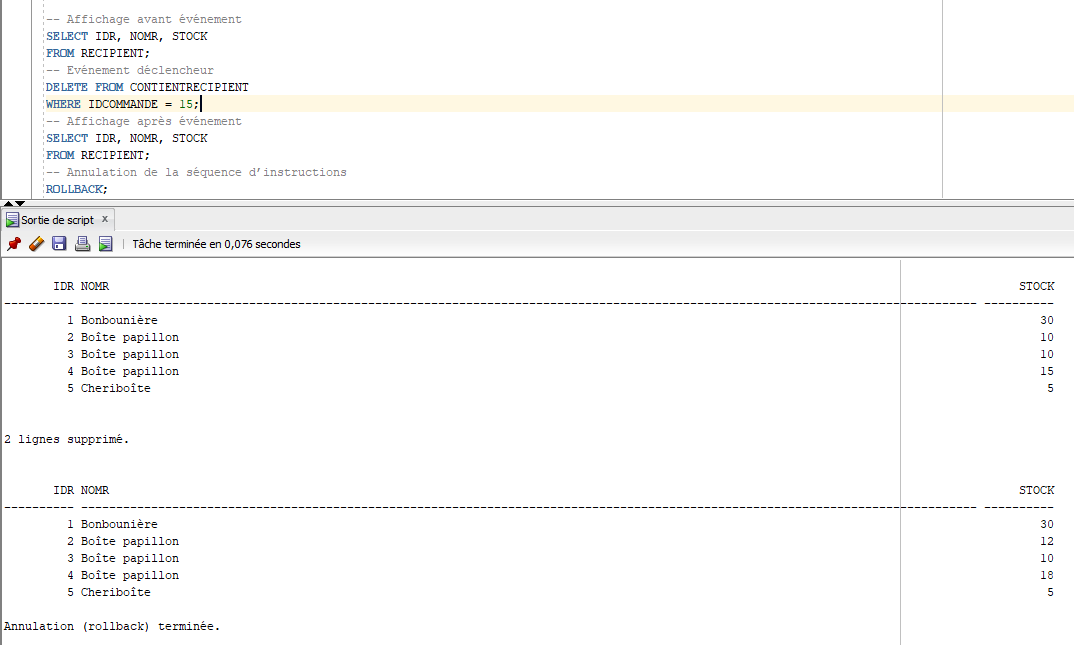 -- Affichage avant événement
SELECT IDR, NOMR, STOCK
FROM RECIPIENT;
-- Evénement déclencheur
DELETE FROM CONTIENTRECIPIENT
WHERE IDCOMMANDE = 15;
-- Affichage après événement
SELECT IDR, NOMR, STOCK
FROM RECIPIENT;
-- Annulation de la séquence d'instructions
ROLLBACK;
Sortie de script x
Tâche terminée en 0,076 secondes
IDR NOMR STOCK
---------- -------------------------------------------------------------------------------------------------------------------------------- ----------
1 Bonbounière 30
2 Boîte papillon 10
3 Boîte papillon 10
4 Boîte papillon 15
5 Cheriboîte 5
2 lignes supprimé.
IDR NOMR STOCK
---------- -------------------------------------------------------------------------------------------------------------------------------- ----------
1 Bonbounière 30
2 Boîte papillon 12
3 Boîte papillon 10
4 Boîte papillon 18
5 Cheriboîte 5
Annulation (rollback) terminée.